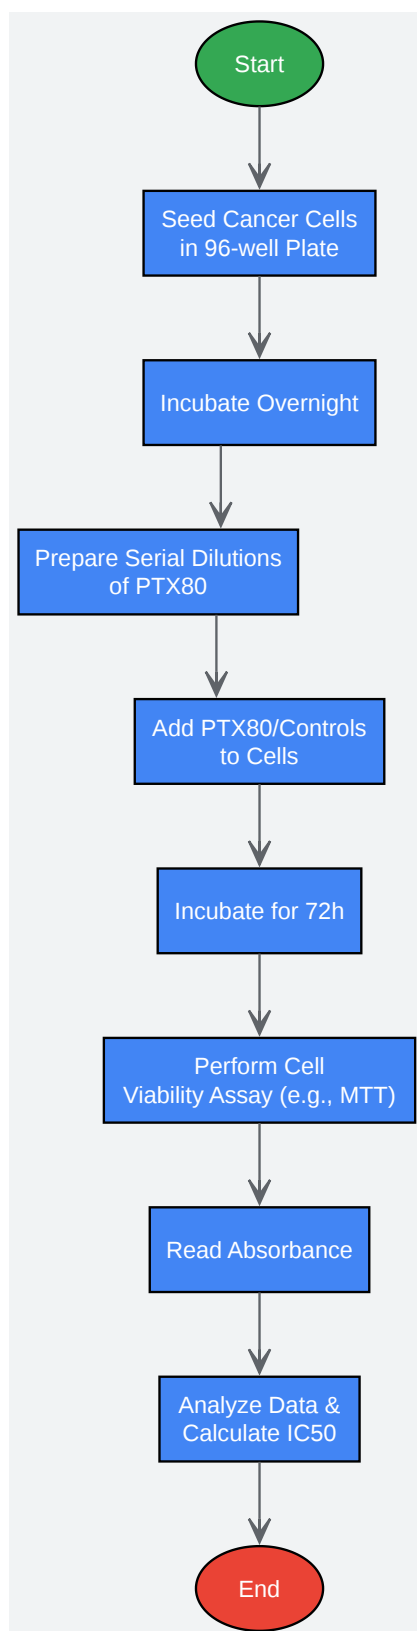 Start
Seed Cancer Cells
in 96-well Plate
Incubate Overnight
Prepare Serial Dilutions
of PTX80
Add PTX80/Controls
to Cells
Incubate for 72h
Perform Cell
Viability Assay (e.g., MTT)
Read Absorbance
Analyze Data &
Calculate IC50
End